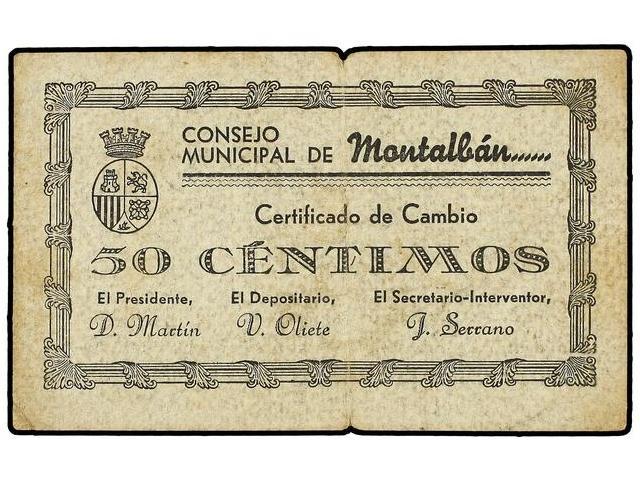 CONSEJO
MUNICIPAL DE Montalbán......
Certificado de Cambio
50 CÉNTIMOS
El Presidente, El Depositario, El Secretario-Interventor,
D. Martín V. Oliete J. Serrano